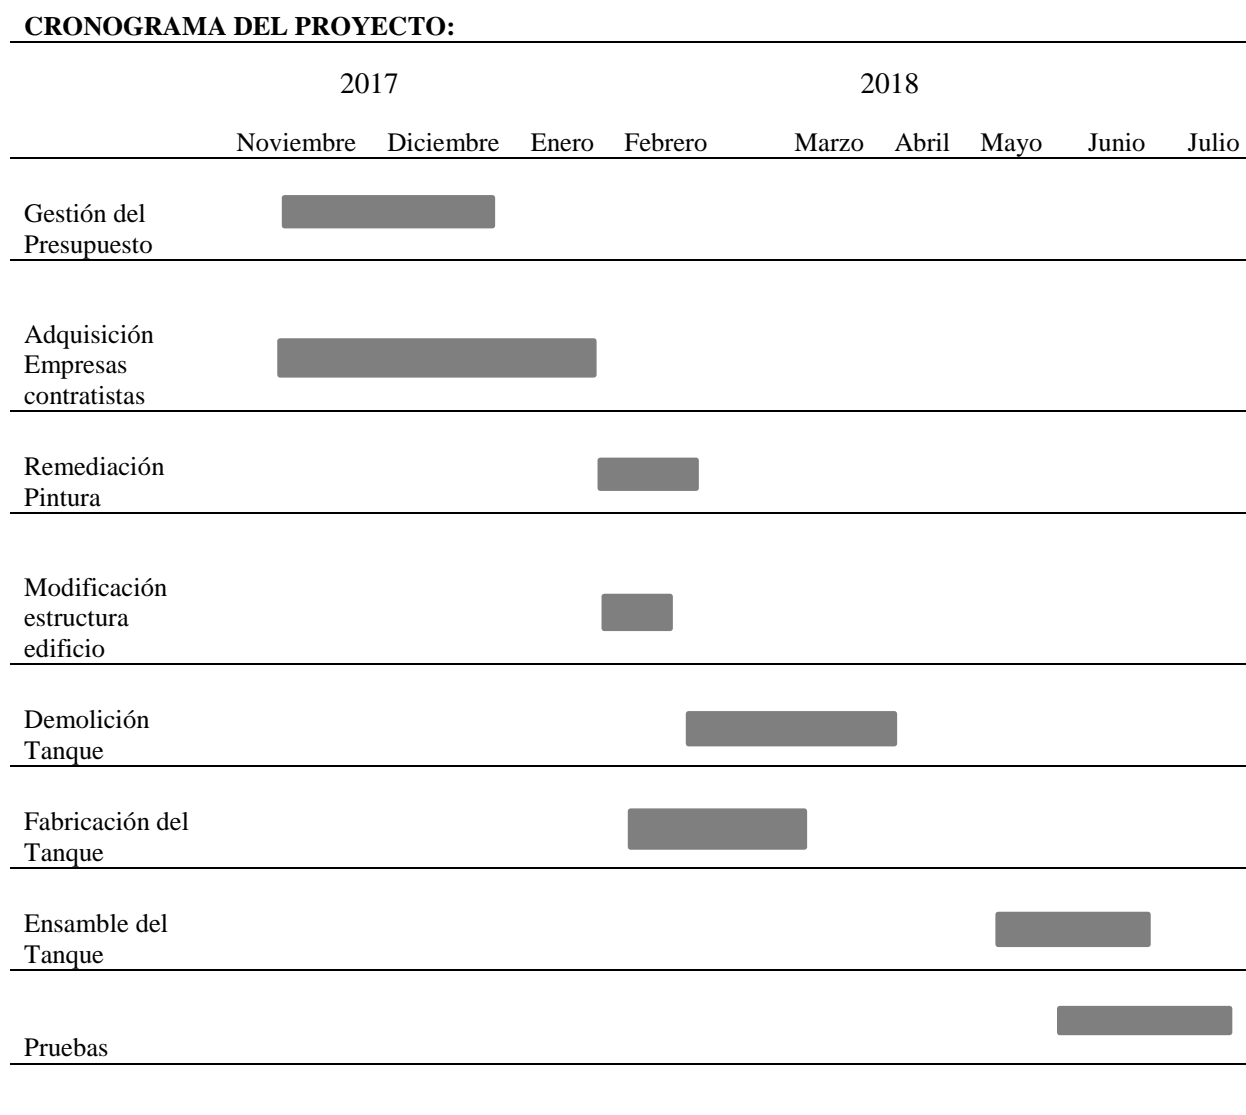 CRONOGRAMA DEL PROYECTO:
2017 2018
Noviembre Diciembre Enero Febrero Marzo Abril Mayo Junio Julio
Gestión del
Presupuesto
Adquisición
Empresas
contratistas
Remediación
Pintura
Modificación
estructura
edificio
Demolición
Tanque
Fabricación del
Tanque
Ensamble del
Tanque
Pruebas